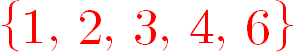 {1, 2, 3, 4, 6}